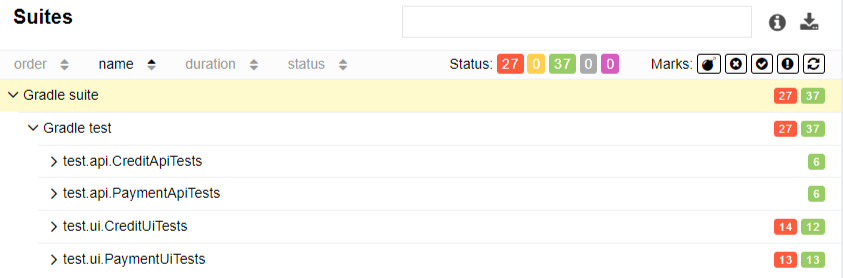 Suites
order name duration status Status: 27 0 37 0 0 Marks:
Gradle suite 27 37
Gradle test 27 37
test.api.CreditApiTests 6
test.api.PaymentApiTests 6
test.ui.CreditUiTests 14 12
test.ui.PaymentUiTests 13 13